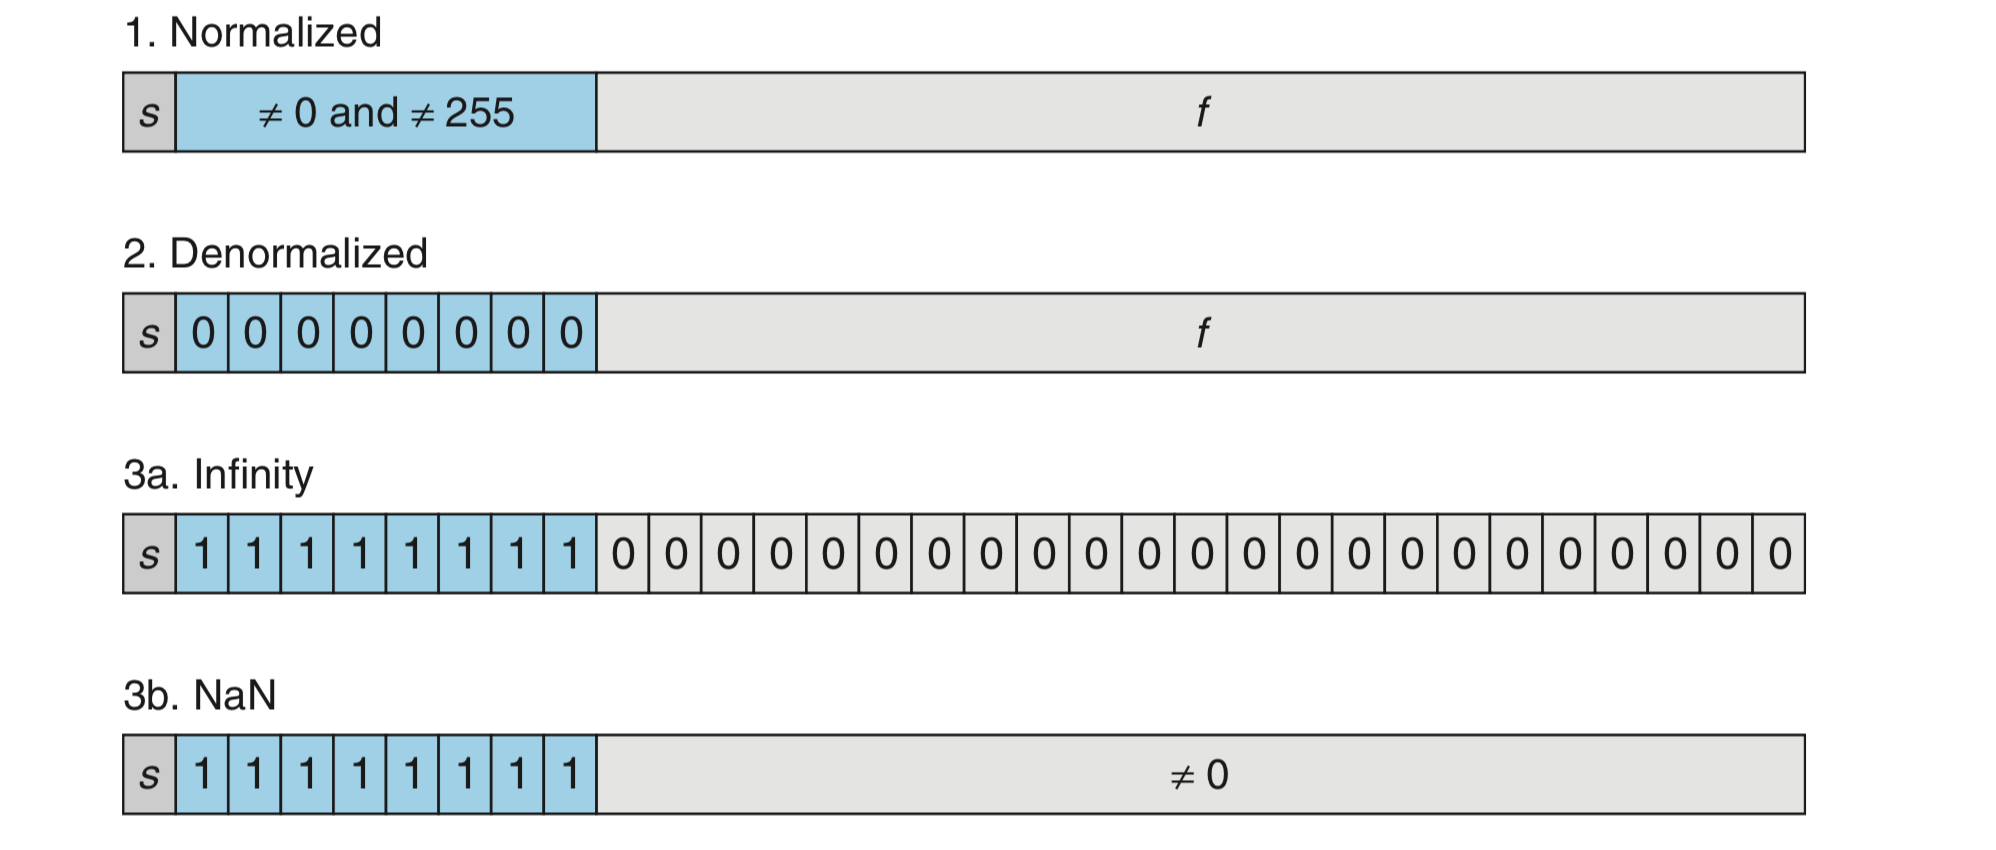 1. Normalized
s ≠ 0 and ≠ 255 f
2. Denormalized
s 0 0 0 0 0 0 0 0 f
3a. Infinity
s 1 1 1 1 1 1 1 1 0 0 0 0 0 0 0 0 0 0 0 0 0 0 0 0 0 0 0 0 0 0 0
3b. NaN
s 1 1 1 1 1 1 1 1 ≠ 0